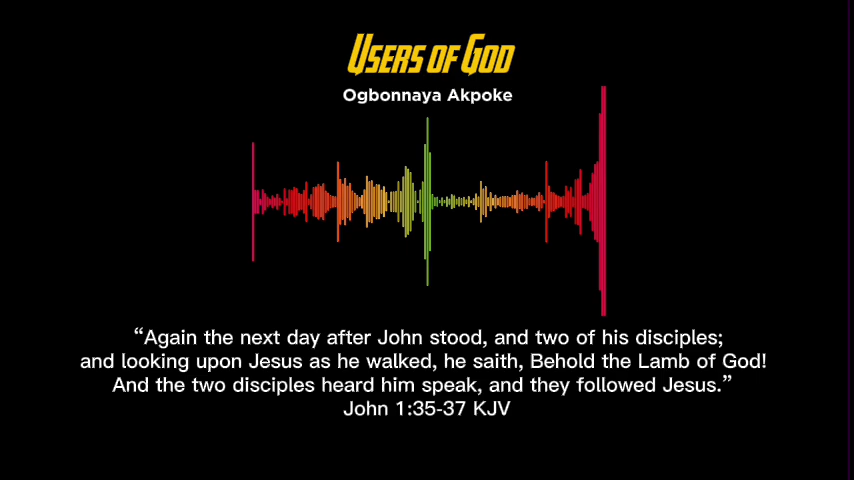 USERS OF GOD
Ogbonnaya Akpoke
“Again the next day after John stood, and two of his disciples;
and looking upon Jesus as he walked, he saith, Behold the Lamb of God!
And the two disciples heard him speak, and they followed Jesus.”
John 1:35-37 KJV